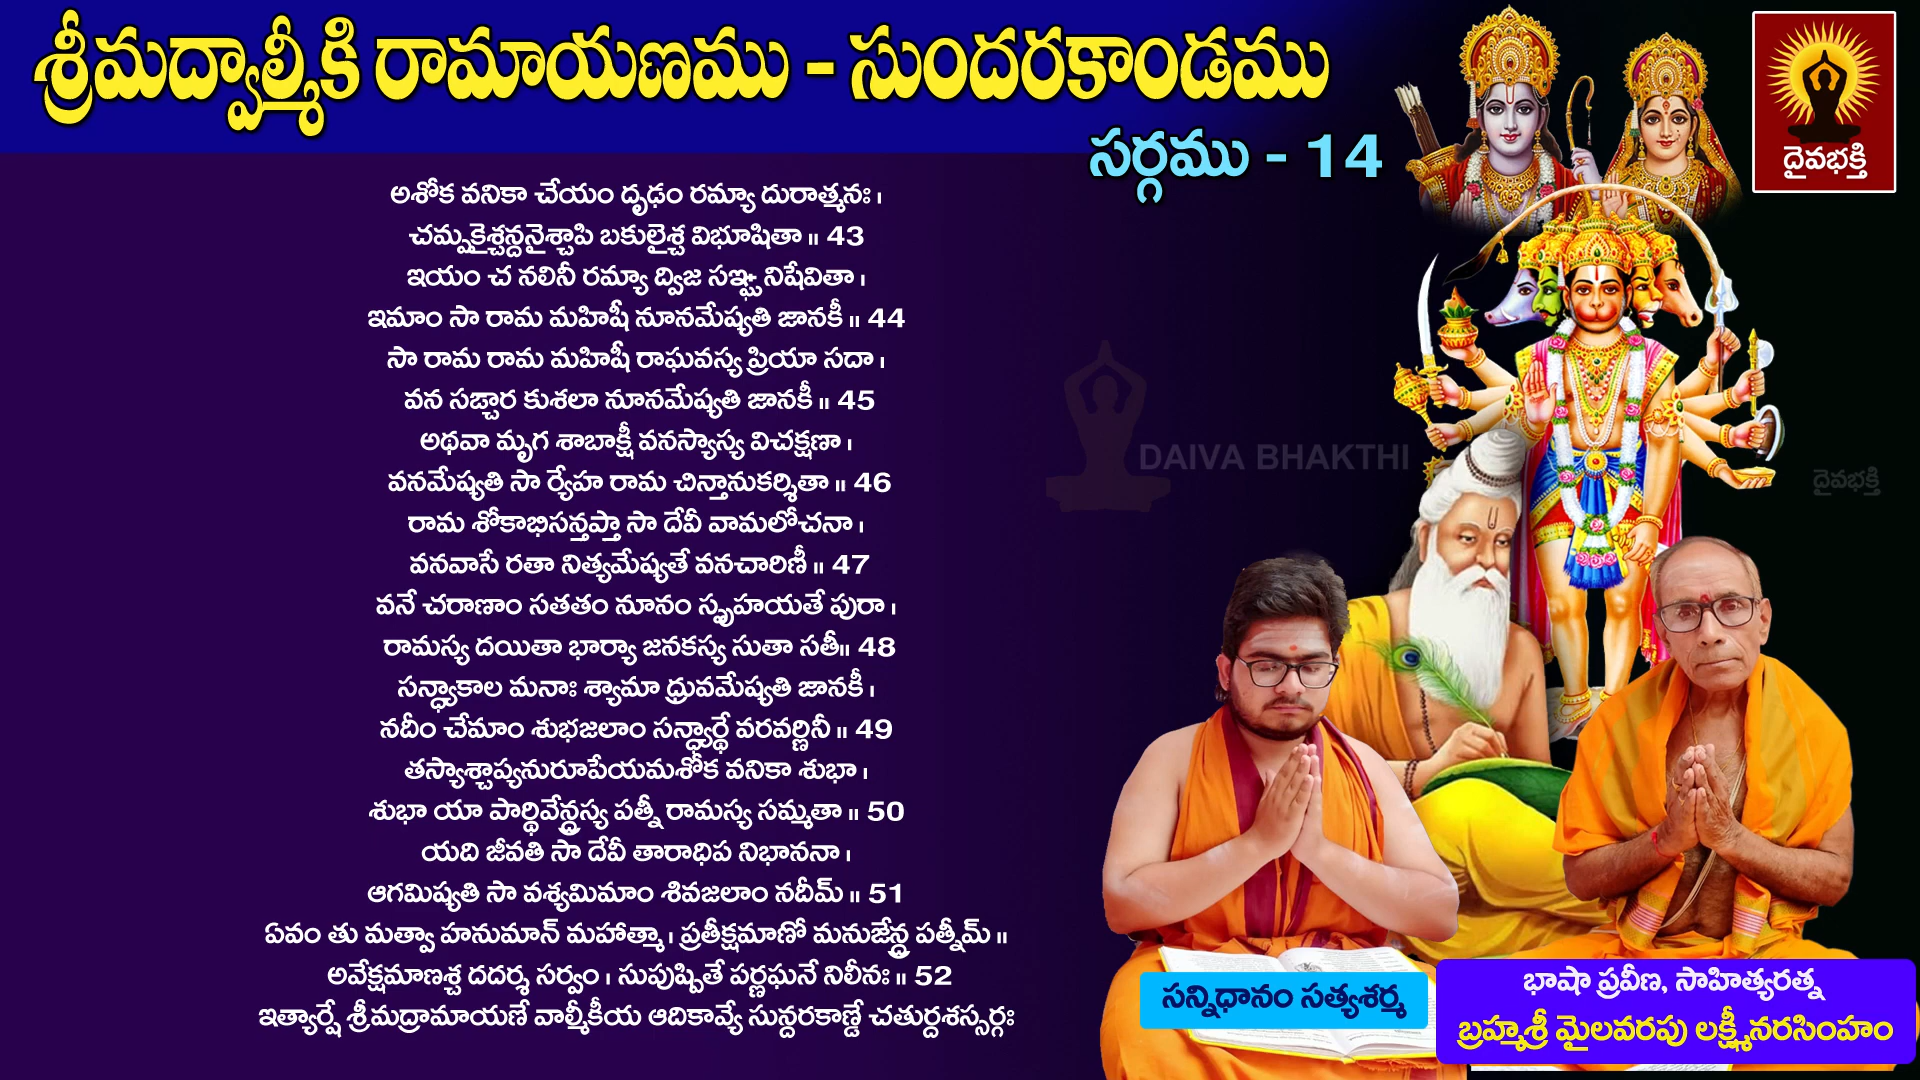 శ్రీమద్వాల్మీకి రామాయణము - సుందరకాండము
సర్గము - 14
దైవభక్తి
అశోక వనికా చేయం దృఢం రమ్యా దురాత్మనః ।
చమ్పకైశ్చన్దనైశ్చాపి బకులైశ్చ విభూషితా ॥ 43
ఇయం చ నలినీ రమ్యా ద్విజ సఙ్ఘ నిషేవితా ।
ఇమాం సా రామ మహిషీ నూనమేష్యతి జానకీ ॥ 44
సా రామ రామ మహిషీ రాఘవస్య ప్రియా సదా ।
వన సఞ్చార కుశలా నూనమేష్యతి జానకీ ॥ 45
అథవా మృగ శాబాక్షీ వనస్యాస్య విచక్షణా ।
వనమేష్యతి సా ర్యేహ రామ చిన్తానుకర్శితా ॥ 46
రామ శోకాభిసన్తప్తా సా దేవీ వామలోచనా ।
వనవాసే రతా నిత్యమేష్యతే వనచారిణీ ॥ 47
వనే చరాణాం సతతం నూనం స్పృహయతే పురా ।
రామస్య దయితా భార్యా జనకస్య సుతా సతీ॥ 48
సన్ధ్యాకాల మనాః శ్యామా ధ్రువమేష్యతి జానకీ ।
నదీం చేమాం శుభజలాం సన్ధ్యార్థే వరవర్ణినీ ॥ 49
తస్యాశ్చాప్యనురూపేయమశోక వనికా శుభా ।
శుభా యా పార్థివేన్ద్రస్య పత్నీ రామస్య సమ్మతా ॥ 50
యది జీవతి సా దేవీ తారాధిప నిభాననా ।
ఆగమిష్యతి సా వశ్యమిమాం శివజలాం నదీమ్ ॥ 51
ఏవం తు మత్వా హనుమాన్ మహాత్మా । ప్రతీక్షమాణో మనుజేన్ద్ర పత్నీమ్ ॥
అవేక్షమాణశ్చ దదర్శ సర్వం । సుపుష్పితే పర్ణఘనే నిలీనః ॥ 52
ఇత్యార్షే శ్రీమద్రామాయణే వాల్మీకీయ ఆదికావ్యే సున్దరకాణ్డే చతుర్దశస్సర్గః
DAIVA BHAKTHI
దైవభక్తి
సన్నిధానం సత్యశర్మ
భాషా ప్రవీణ, సాహిత్యరత్న
బ్రహ్మశ్రీ మైలవరపు లక్ష్మీనరసింహం